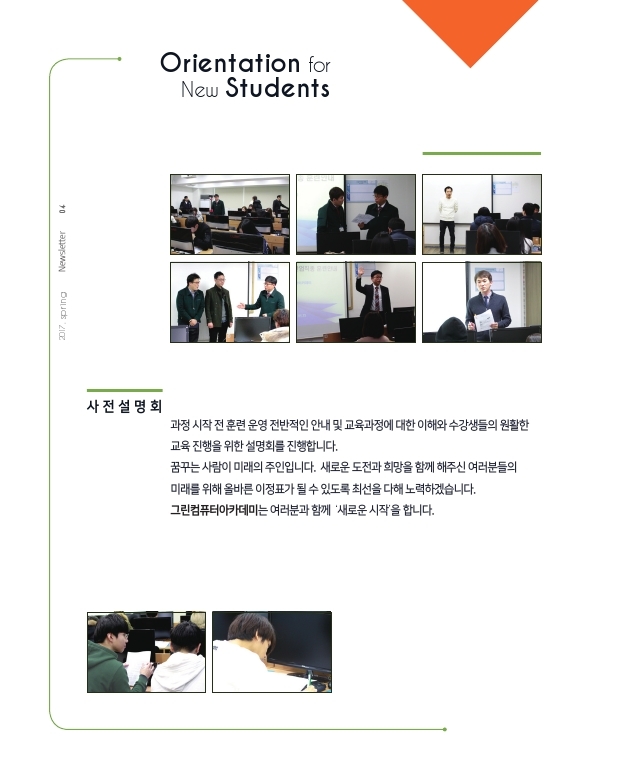 Orientation for
New Students
2017. spring Newsletter 04
사전설명회
과정 시작 전 훈련 운영 전반적인 안내 및 교육과정에 대한 이해와 수강생들의 원활한
교육 진행을 위한 설명회를 진행합니다.
꿈꾸는 사람이 미래의 주인입니다. 새로운 도전과 희망을 함께 해주신 여러분들의
미래를 위해 올바른 이정표가 될 수 있도록 최선을 다해 노력하겠습니다.
그린컴퓨터아카데미는 여러분과 함께 '새로운 시작'을 합니다.